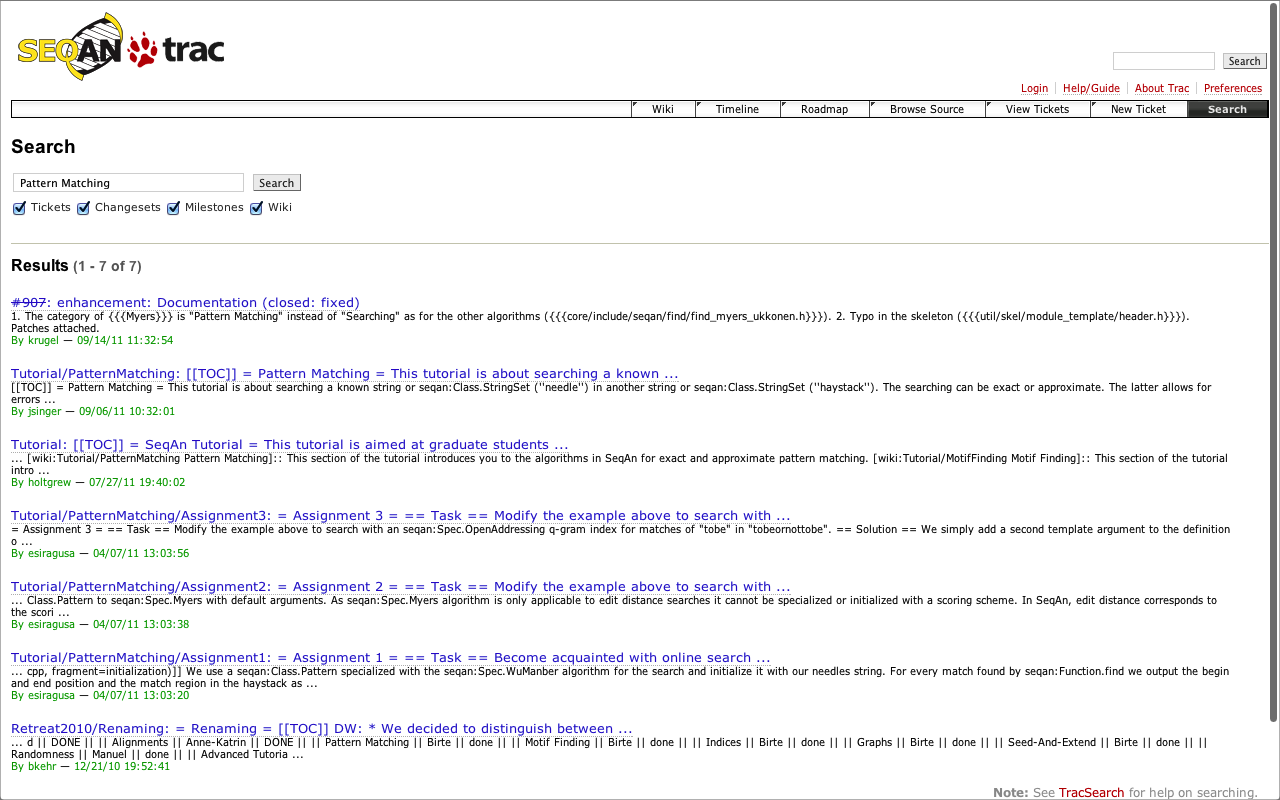 SEQAN trac
Search
Login Help/Guide About Trac Preferences
Wiki Timeline Roadmap Browse Source View Tickets New Ticket Search
Search
Pattern Matching Search
Tickets Changesets Milestones Wiki
Results (1 - 7 of 7)
#907: enhancement: Documentation (closed: fixed)
1. The category of {{{Myers}}} is "Pattern Matching" instead of "Searching" as for the other algorithms ({{{core/include/seqan/find/find_myers_ukkonen.h}}}). 2. Typo in the skeleton ({{{util/skel/module_template/header.h}}}).
Patches attached.
By krugel — 09/14/11 11:32:54
Tutorial/PatternMatching: [[TOC]] = Pattern Matching = This tutorial is about searching a known ...
[[TOC]] = Pattern Matching = This tutorial is about searching a known string or seqan:Class.StringSet (''needle'') in another string or seqan:Class.StringSet (''haystack''). The searching can be exact or approximate. The latter allows for
errors ...
By jsinger — 09/06/11 10:32:01
Tutorial: [[TOC]] = SeqAn Tutorial = This tutorial is aimed at graduate students ...
... [wiki:Tutorial/PatternMatching Pattern Matching]:: This section of the tutorial introduces you to the algorithms in SeqAn for exact and approximate pattern matching. [wiki:Tutorial/MotifFinding Motif Finding]:: This section of the tutorial
intro ...
By holtgrew — 07/27/11 19:40:02
Tutorial/PatternMatching/Assignment3: = Assignment 3 = == Task == Modify the example above to search with ...
= Assignment 3 = == Task == Modify the example above to search with an seqan:Spec.OpenAddressing q-gram index for matches of "tobe" in "tobeornottobe". == Solution == We simply add a second template argument to the definition
o ...
By esiragusa — 04/07/11 13:03:56
Tutorial/PatternMatching/Assignment2: = Assignment 2 = == Task == Modify the example above to search with ...
... Class.Pattern to seqan:Spec.Myers with default arguments. As seqan:Spec.Myers algorithm is only applicable to edit distance searches it cannot be specialized or initialized with a scoring scheme. In SeqAn, edit distance corresponds to
the scori ...
By esiragusa — 04/07/11 13:03:38
Tutorial/PatternMatching/Assignment1: = Assignment 1 = == Task == Become acquainted with online search ...
... cpp, fragment=initialization)]] We use a seqan:Class.Pattern specialized with the seqan:Spec.WuManber algorithm for the search and initialize it with our needles string. For every match found by seqan:Function.find we output the begin
and end position and the match region in the haystack as ...
By esiragusa — 04/07/11 13:03:20
Retreat2010/Renaming: = Renaming = [[TOC]] DW: * We decided to distinguish between ...
... d || DONE || || Alignments || Anne-Katrin || DONE || || Pattern Matching || Birte || done || || Motif Finding || Birte || done || || Indices || Birte || done || || Graphs || Birte || done || || Seed-And-Extend || Birte || done || ||
Randomness || Manuel || done || || Advanced Tutoria ...
By bkehr — 12/21/10 19:52:41
Note: See TracSearch for help on searching.